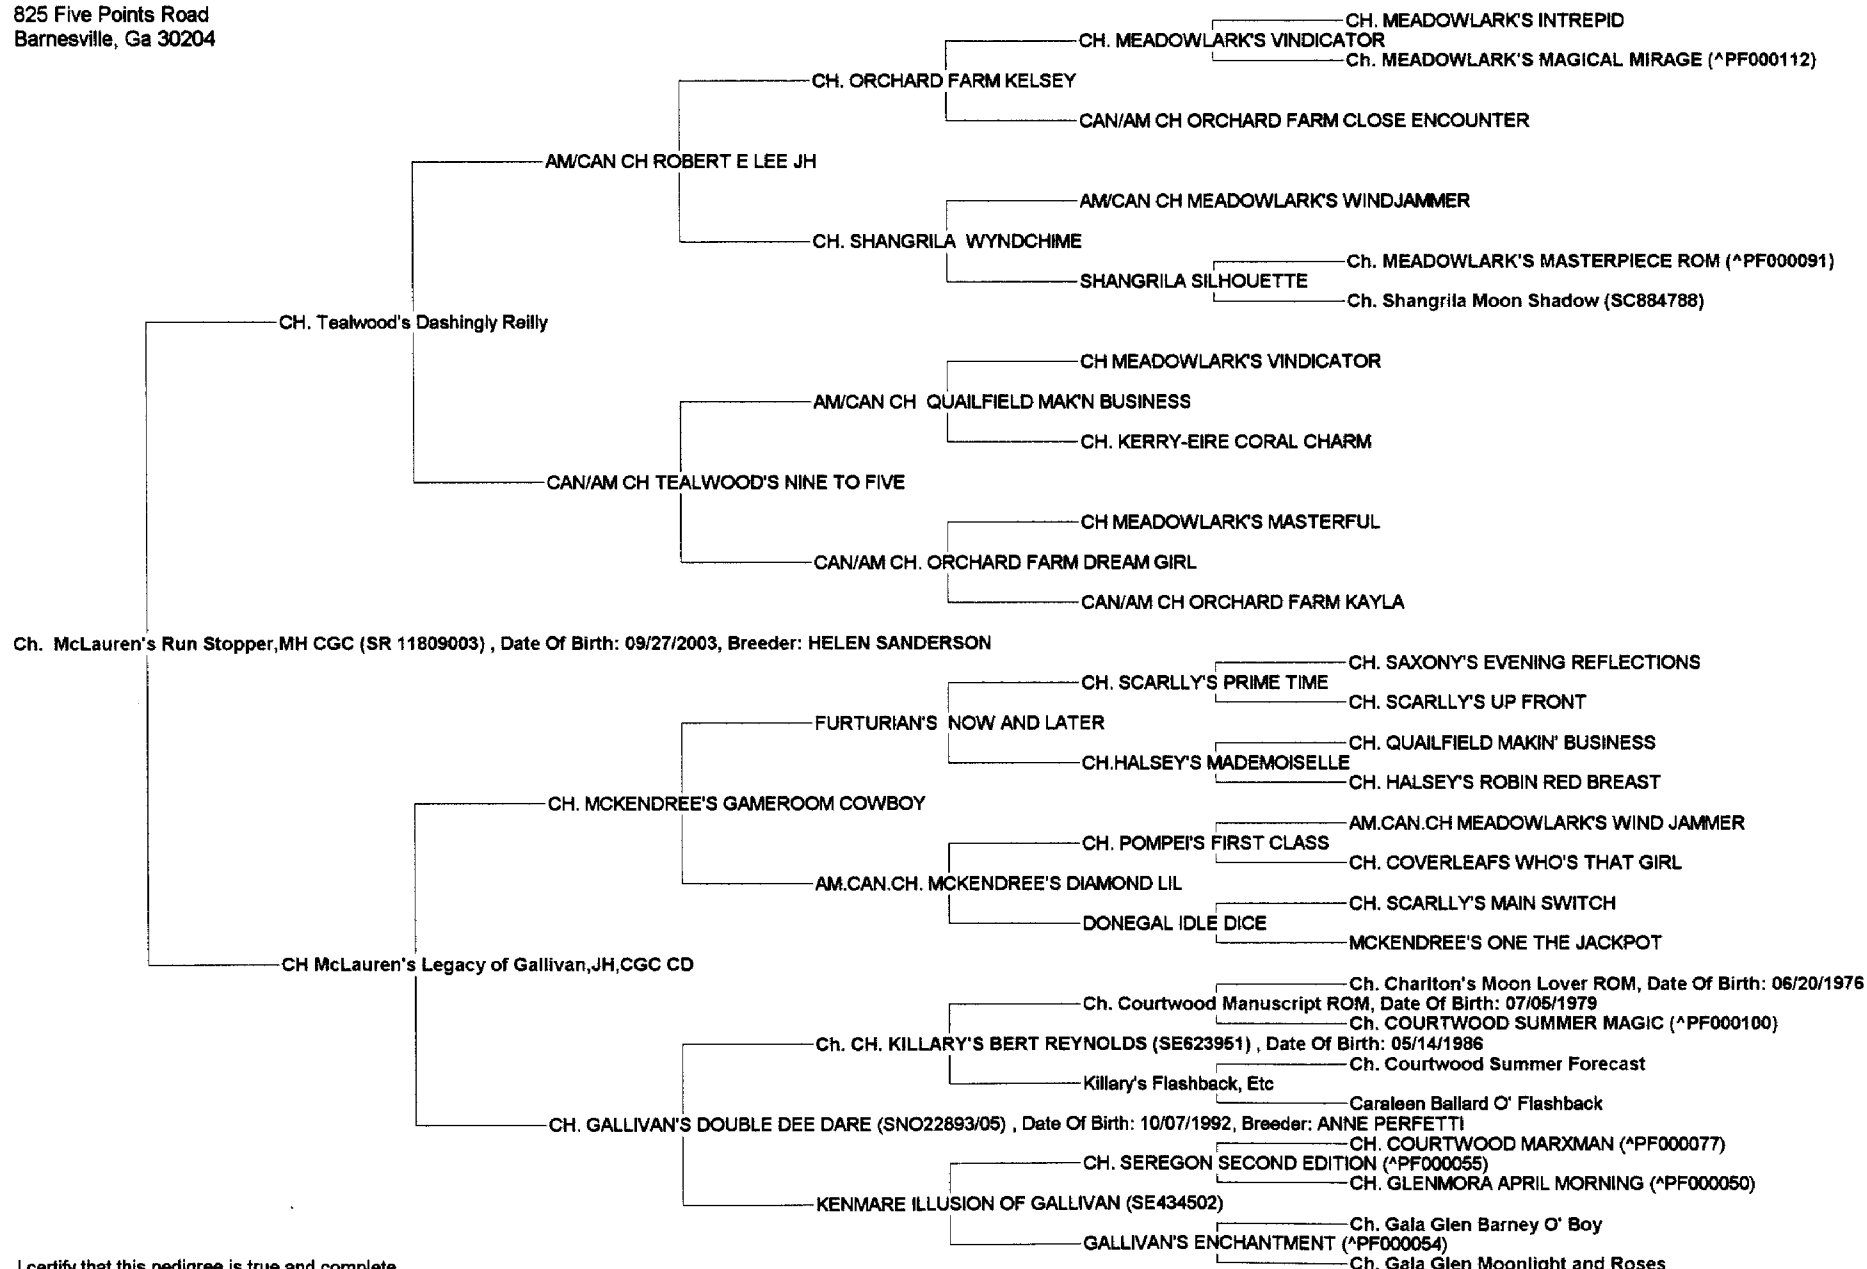 825 Five Points Road
Barnesville, Ga 30204
CH. MEADOWLARK'S INTREPID
CH. MEADOWLARK'S VINDICATOR
Ch. MEADOWLARK'S MAGICAL MIRAGE (^PF000112)
CH. ORCHARD FARM KELSEY
CAN/AM CH ORCHARD FARM CLOSE ENCOUNTER
AM/CAN CH ROBERT E LEE JH
AM/CAN CH MEADOWLARK'S WINDJAMMER
CH. SHANGRILA WYNDCHIME
Ch. MEADOWLARK'S MASTERPIECE ROM (^PF000091)
SHANGRILA SILHOUETTE
Ch. Shangrila Moon Shadow (SC884788)
CH. Tealwood's Dashingly Reilly
CH MEADOWLARK'S VINDICATOR
AM/CAN CH QUAILFIELD MAK'N BUSINESS
CH. KERRY-EIRE CORAL CHARM
CAN/AM CH TEALWOOD'S NINE TO FIVE
CH MEADOWLARK'S MASTERFUL
CAN/AM CH. ORCHARD FARM DREAM GIRL
CAN/AM CH ORCHARD FARM KAYLA
Ch. McLauren's Run Stopper,MH CGC (SR 11809003) , Date Of Birth: 09/27/2003, Breeder: HELEN SANDERSON
CH. SAXONY'S EVENING REFLECTIONS
CH. SCARLLY'S PRIME TIME
CH. SCARLLY'S UP FRONT
FURTURIAN'S NOW AND LATER
CH. QUAILFIELD MAKIN' BUSINESS
CH.HALSEY'S MADEMOISELLE
CH. HALSEY'S ROBIN RED BREAST
CH. MCKENDREE'S GAMEROOM COWBOY
AM.CAN.CH MEADOWLARK'S WIND JAMMER
CH. POMPEI'S FIRST CLASS
CH. COVERLEAFS WHO'S THAT GIRL
AM.CAN.CH. MCKENDREE'S DIAMOND LIL
CH. SCARLLY'S MAIN SWITCH
DONEGAL IDLE DICE
MCKENDREE'S ONE THE JACKPOT
CH McLauren's Legacy of Gallivan,JH,CGC CD
Ch. Charlton's Moon Lover ROM, Date Of Birth: 06/20/1976
Ch. Courtwood Manuscript ROM, Date Of Birth: 07/05/1979
Ch. COURTWOOD SUMMER MAGIC (^PF000100)
Ch. CH. KILLARY'S BERT REYNOLDS (SE623951) , Date Of Birth: 05/14/1986
Ch. Courtwood Summer Forecast
Killary's Flashback, Etc
Caraleen Ballard O' Flashback
CH. GALLIVAN'S DOUBLE DEE DARE (SNO22893/05) , Date Of Birth: 10/07/1992, Breeder: ANNE PERFETTI
CH. COURTWOOD MARXMAN (^PF000077)
CH. SEREGON SECOND EDITION (^PF000055)
CH. GLENMORA APRIL MORNING (^PF000050)
KENMARE ILLUSION OF GALLIVAN (SE434502)
Ch. Gala Glen Barney O' Boy
GALLIVAN'S ENCHANTMENT (^PF000054)
Ch. Gala Glen Moonlight and Roses
I certify that this pedigree is true and complete